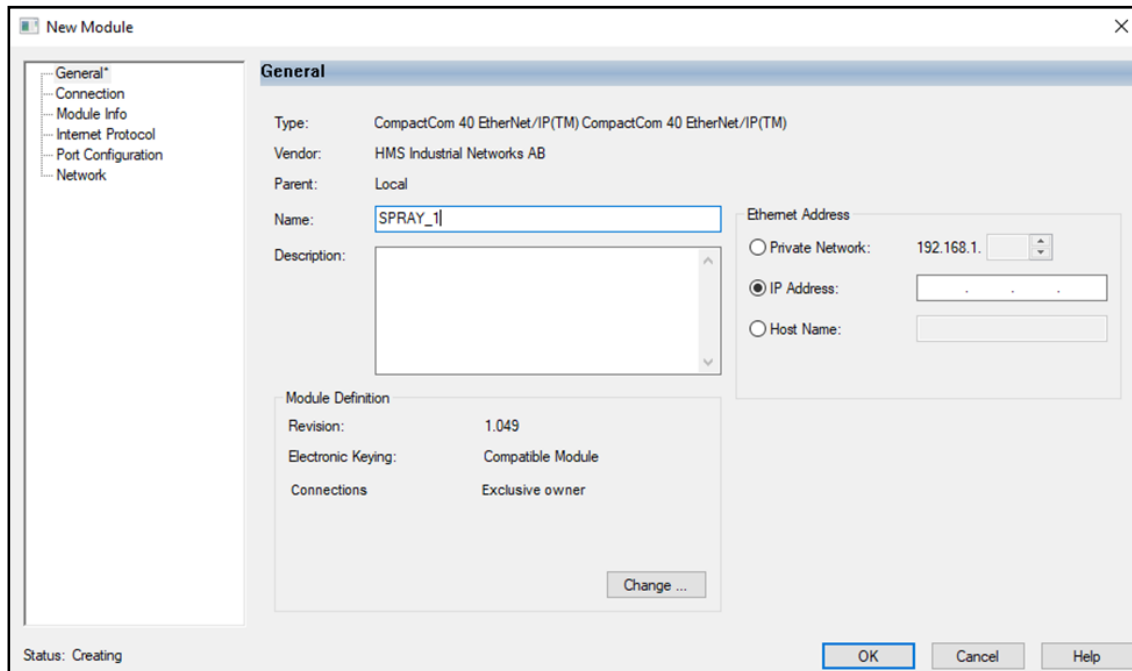 New Module
General*
Connection
Module Info
Internet Protocol
Port Configuration
Network
General
Type: CompactCom 40 EtherNet/IP(TM) CompactCom 40 EtherNet/IP(TM)
Vendor: HMS Industrial Networks AB
Parent: Local
Name: SPRAY_1
Description:
Ethernet Address
Private Network: 192.168.1.
IP Address: . . .
Host Name:
Module Definition
Revision: 1.049
Electronic Keying: Compatible Module
Connections Exclusive owner
Change ...
Status: Creating
OK Cancel Help